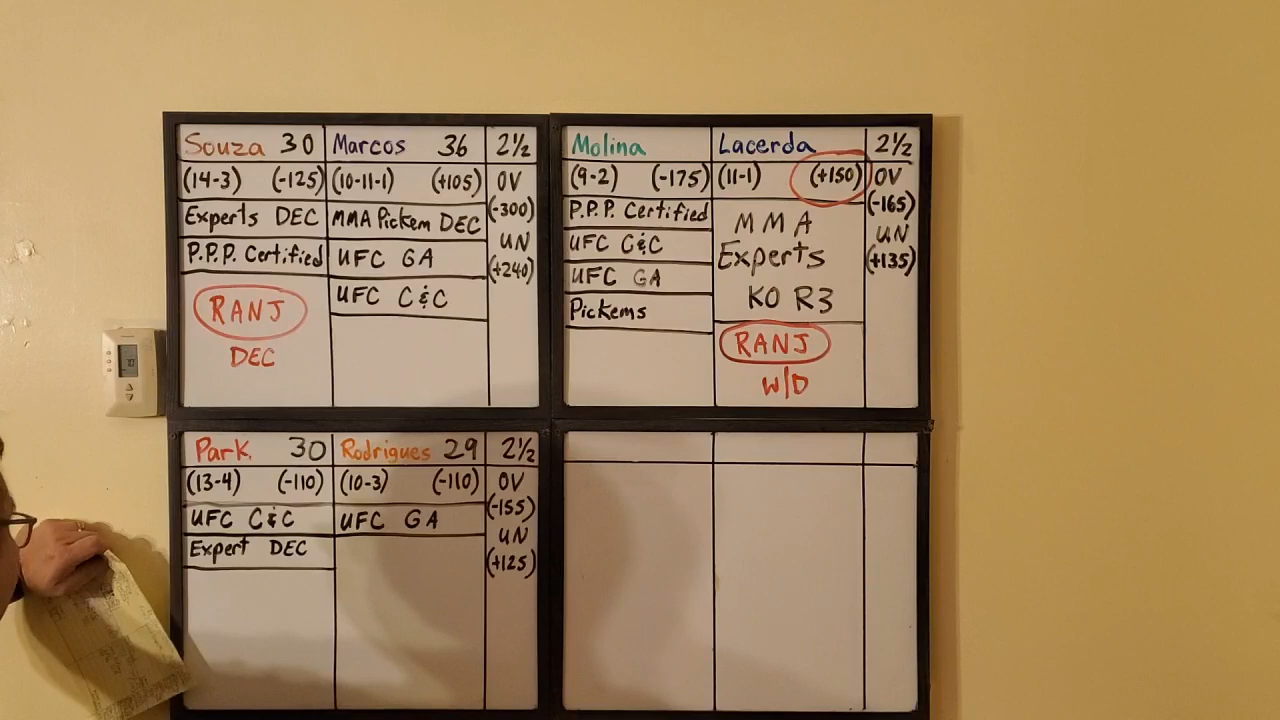 Souza 30 Marcos 36 2½
(14-3) (-125) (10-11-1) (+105) OV
(-300)
Experts DEC MMA Pickem DEC UN
P.P.P. Certified UFC GA (+240)
UFC C&C
RANJ
DEC
Molina Lacerda 2½
(9-2) (-175) (11-1) (+150) OV
(-165)
P.P.P. Certified MMA UN
UFC C&C Experts (+135)
UFC GA KO R3
Pickems
RANJ
W/D
Park. 30 Rodrigues 29 2½
(13-4) (-110) (10-3) (-110) OV
(-155)
UFC C&C UFC GA UN
Expert DEC (+125)
70